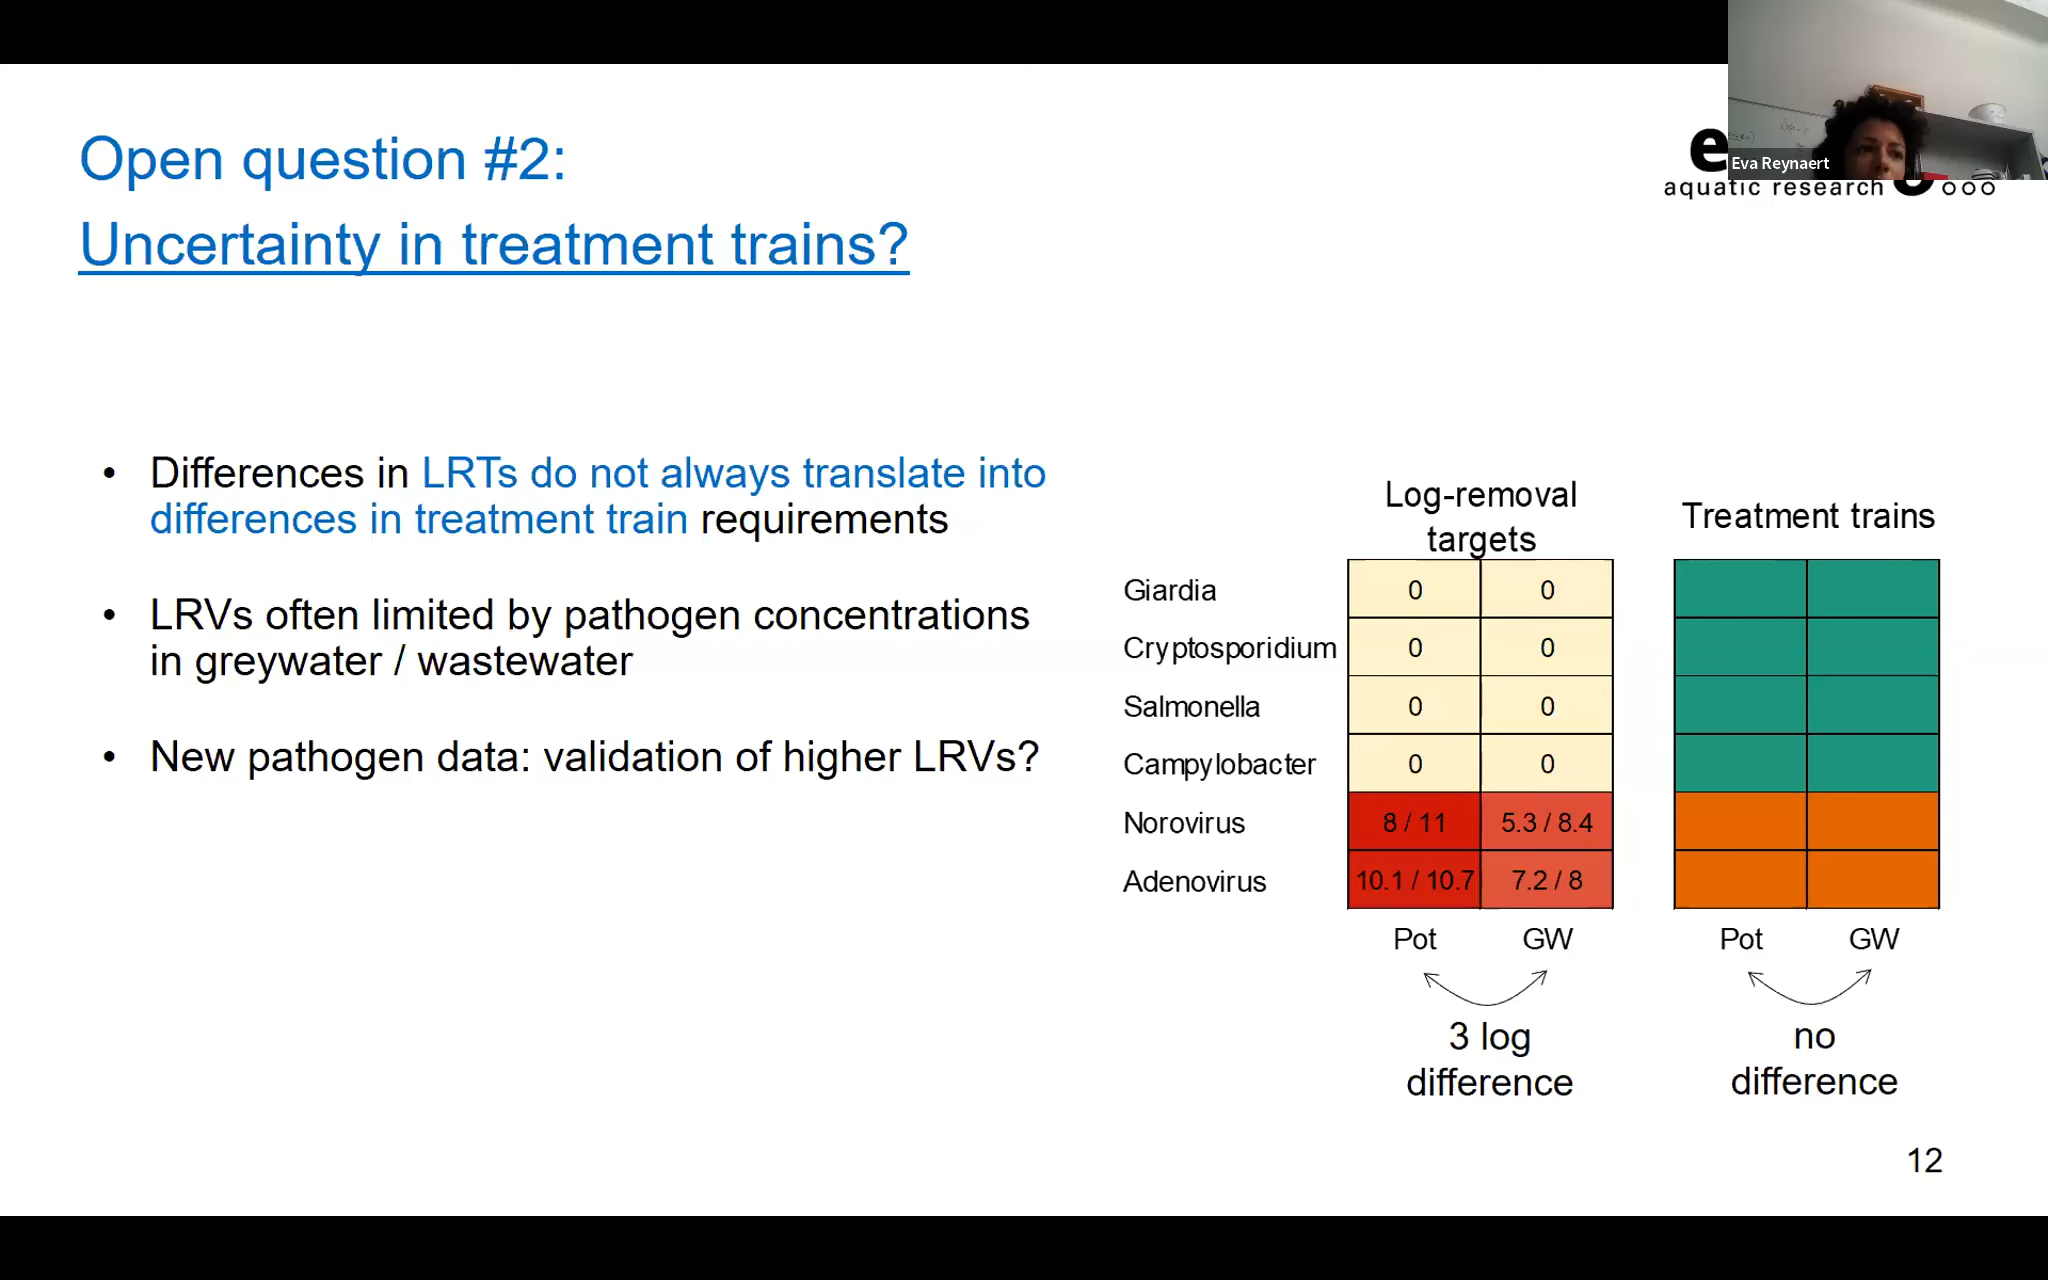 Open question #2:
Uncertainty in treatment trains?
e
Eva Reynaert
aquatic research
• Differences in LRTs do not always translate into
differences in treatment train requirements
• LRVs often limited by pathogen concentrations
in greywater / wastewater
• New pathogen data: validation of higher LRVs?
Log-removal
targets
Treatment trains
Giardia 0 0
Cryptosporidium 0 0
Salmonella 0 0
Campylobacter 0 0
Norovirus 8 / 11 5.3 / 8.4
Adenovirus 10.1 / 10.7 7.2 / 8
Pot GW Pot GW
3 log
difference
no
difference
12